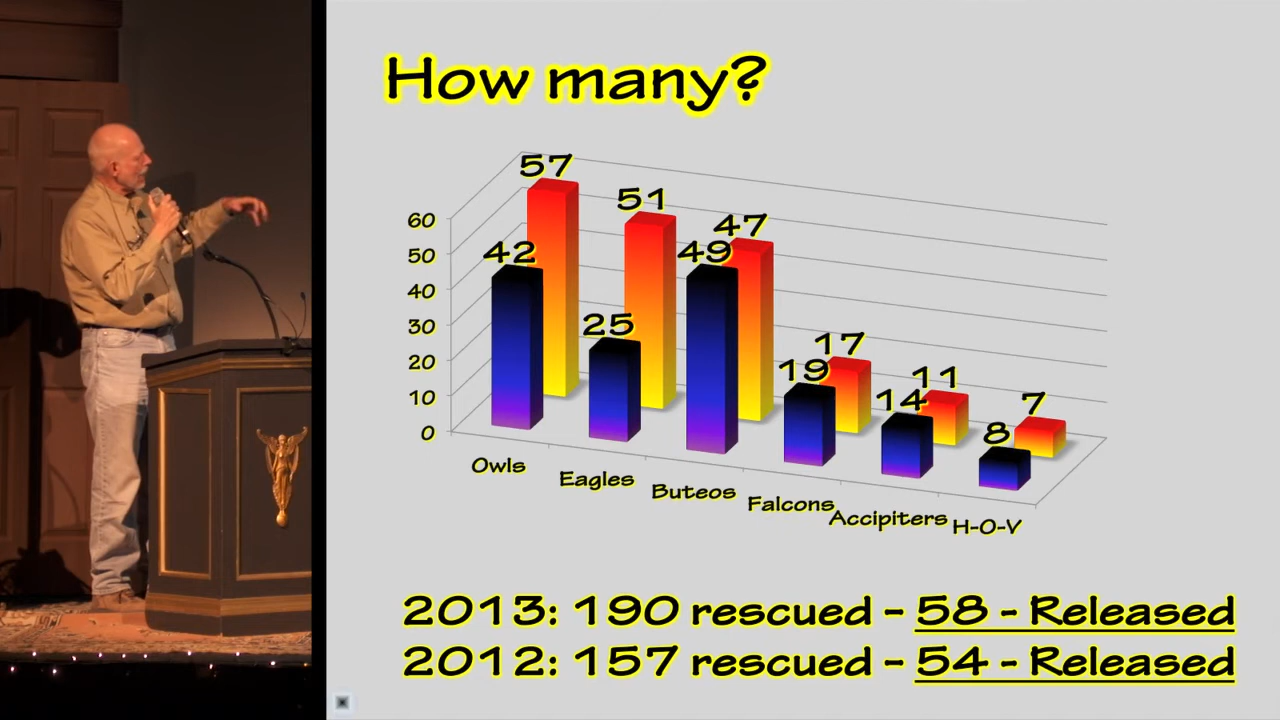 How many?
57
51
47
60
42
49
50
40
25
17
30
19
11
20
14
7
10
8
0
Owls
Eagles
Buteos
Falcons
Accipiters
H-O-V
2013: 190 rescued - 58 - Released
2012: 157 rescued - 54 - Released